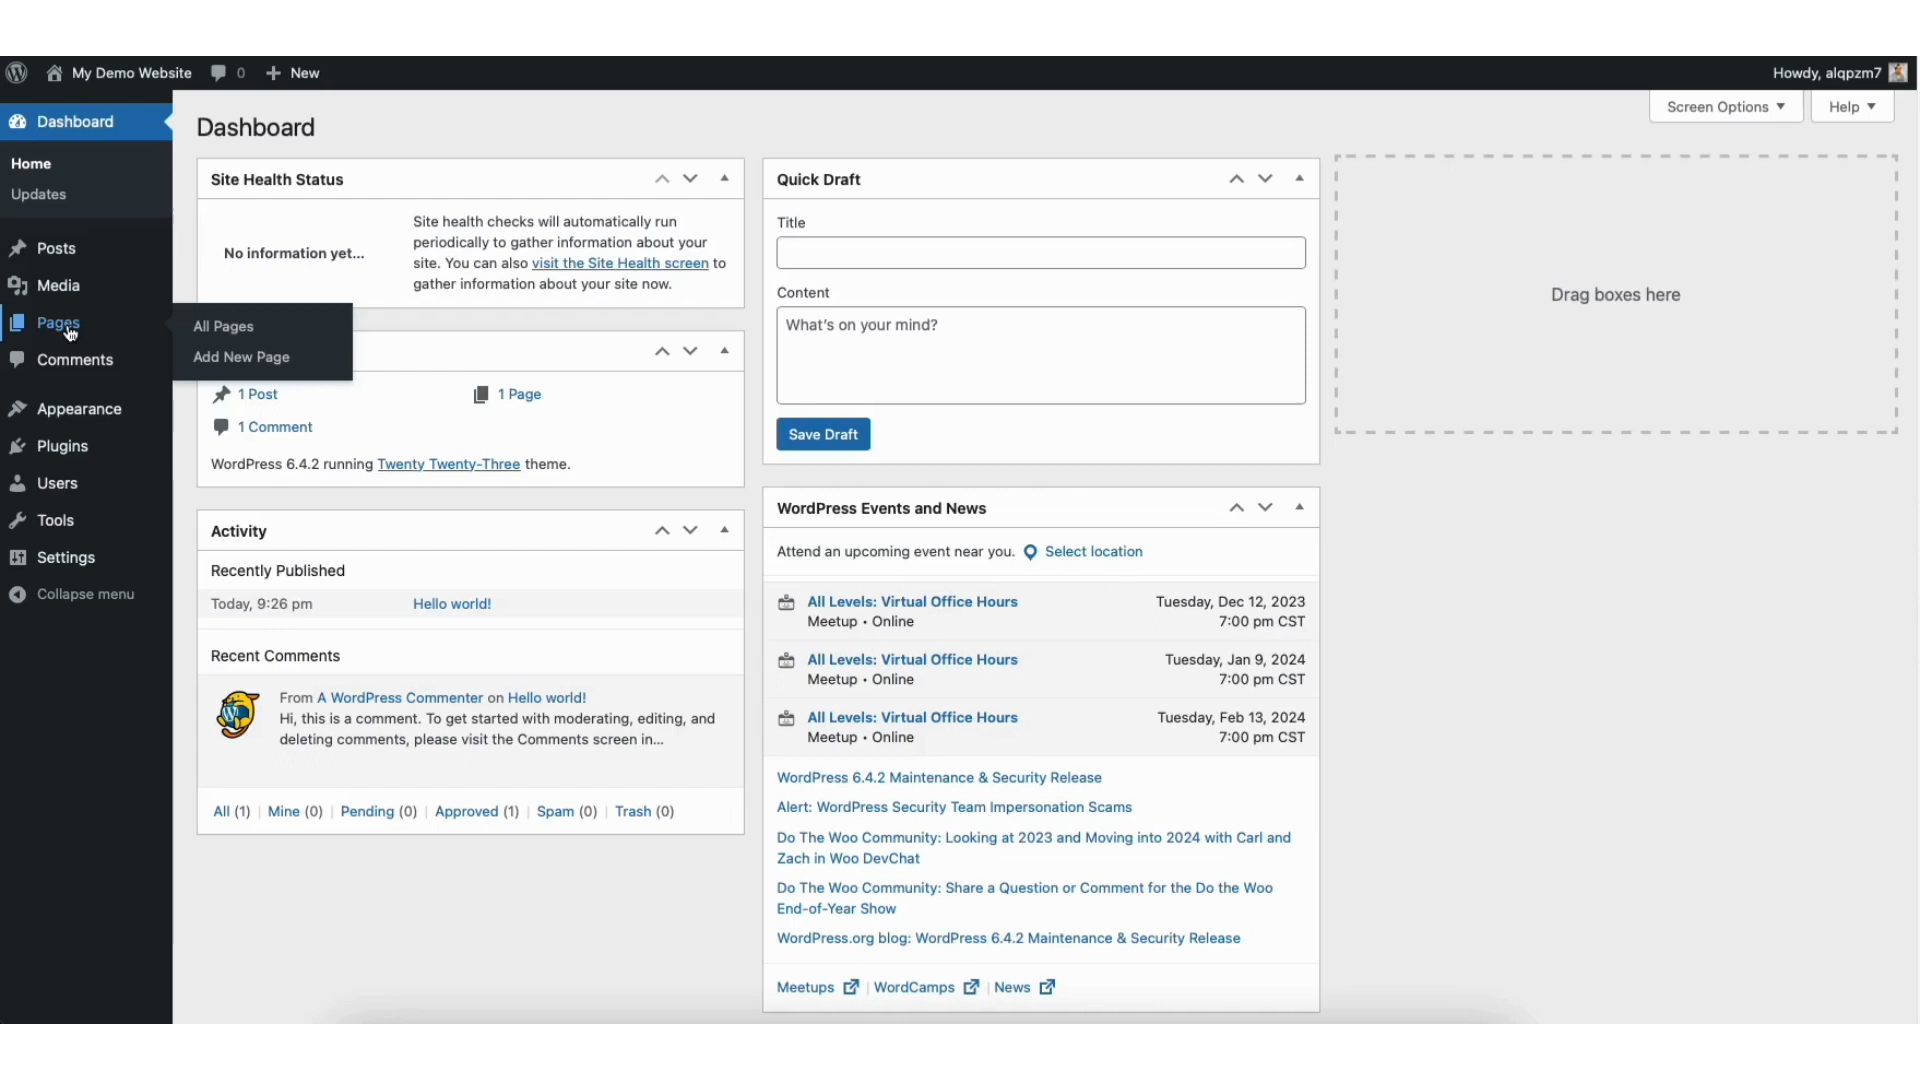 My Demo Website 0 New
Howdy, alqpzm7
Dashboard
Home
Updates
Posts
Media
Pages
All Pages
Add New Page
Comments
Appearance
Plugins
Users
Tools
Settings
Collapse menu
Screen Options
Help
Dashboard
Site Health Status
No information yet...
Site health checks will automatically run
periodically to gather information about your
site. You can also visit the Site Health screen to
gather information about your site now.
1 Post
1 Page
1 Comment
WordPress 6.4.2 running Twenty Twenty-Three theme.
Activity
Recently Published
Today, 9:26 pm Hello world!
Recent Comments
From A WordPress Commenter on Hello world!
Hi, this is a comment. To get started with moderating, editing, and
deleting comments, please visit the Comments screen in...
All (1) | Mine (0) | Pending (0) | Approved (1) | Spam (0) | Trash (0)
Quick Draft
Title
Content
What's on your mind?
Save Draft
WordPress Events and News
Attend an upcoming event near you. Select location
All Levels: Virtual Office Hours Tuesday, Dec 12, 2023
Meetup • Online 7:00 pm CST
All Levels: Virtual Office Hours Tuesday, Jan 9, 2024
Meetup • Online 7:00 pm CST
All Levels: Virtual Office Hours Tuesday, Feb 13, 2024
Meetup • Online 7:00 pm CST
WordPress 6.4.2 Maintenance & Security Release
Alert: WordPress Security Team Impersonation Scams
Do The Woo Community: Looking at 2023 and Moving into 2024 with Carl and
Zach in Woo DevChat
Do The Woo Community: Share a Question or Comment for the Do the Woo
End-of-Year Show
WordPress.org blog: WordPress 6.4.2 Maintenance & Security Release
Meetups | WordCamps | News
Drag boxes here